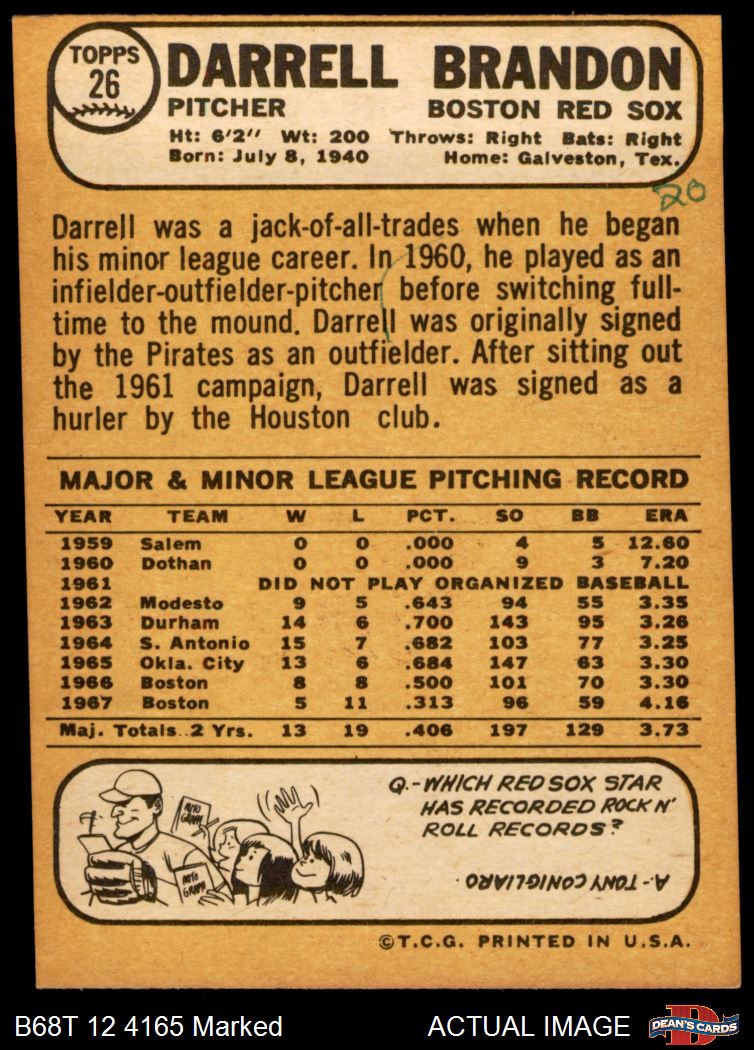 TOPPS
26
DARRELL BRANDON
PITCHER BOSTON RED SOX
Ht: 6'2" Wt: 200 Throws: Right Bats: Right
Born: July 8, 1940 Home: Galveston, Tex.
20
Darrell was a jack-of-all-trades when he began
his minor league career. In 1960, he played as an
infielder-outfielder-pitcher before switching full-
time to the mound. Darrell was originally signed
by the Pirates as an outfielder. After sitting out
the 1961 campaign, Darrell was signed as a
hurler by the Houston club.
MAJOR & MINOR LEAGUE PITCHING RECORD
YEAR TEAM W L PCT. SO BB ERA
1959 Salem 0 0 .000 4 5 12.60
1960 Dothan 0 0 .000 9 3 7.20
1961 DID NOT PLAY ORGANIZED BASEBALL
1962 Modesto 9 5 .643 94 55 3.35
1963 Durham 14 6 .700 143 95 3.26
1964 S. Antonio 15 7 .682 103 77 3.25
1965 Okla. City 13 6 .684 147 63 3.30
1966 Boston 8 8 .500 101 70 3.30
1967 Boston 5 11 .313 96 59 4.16
Maj. Totals..2 Yrs. 13 19 .406 197 129 3.73
AUTO
GRAPH
AUTO
GRAPH
Q.-WHICH RED SOX STAR
HAS RECORDED ROCK N'
ROLL RECORDS?
A.-TONY CONIGLIARO
©T.C.G. PRINTED IN U.S.A.
B68T 12 4165 Marked ACTUAL IMAGE
D
DEAN'S CARDS